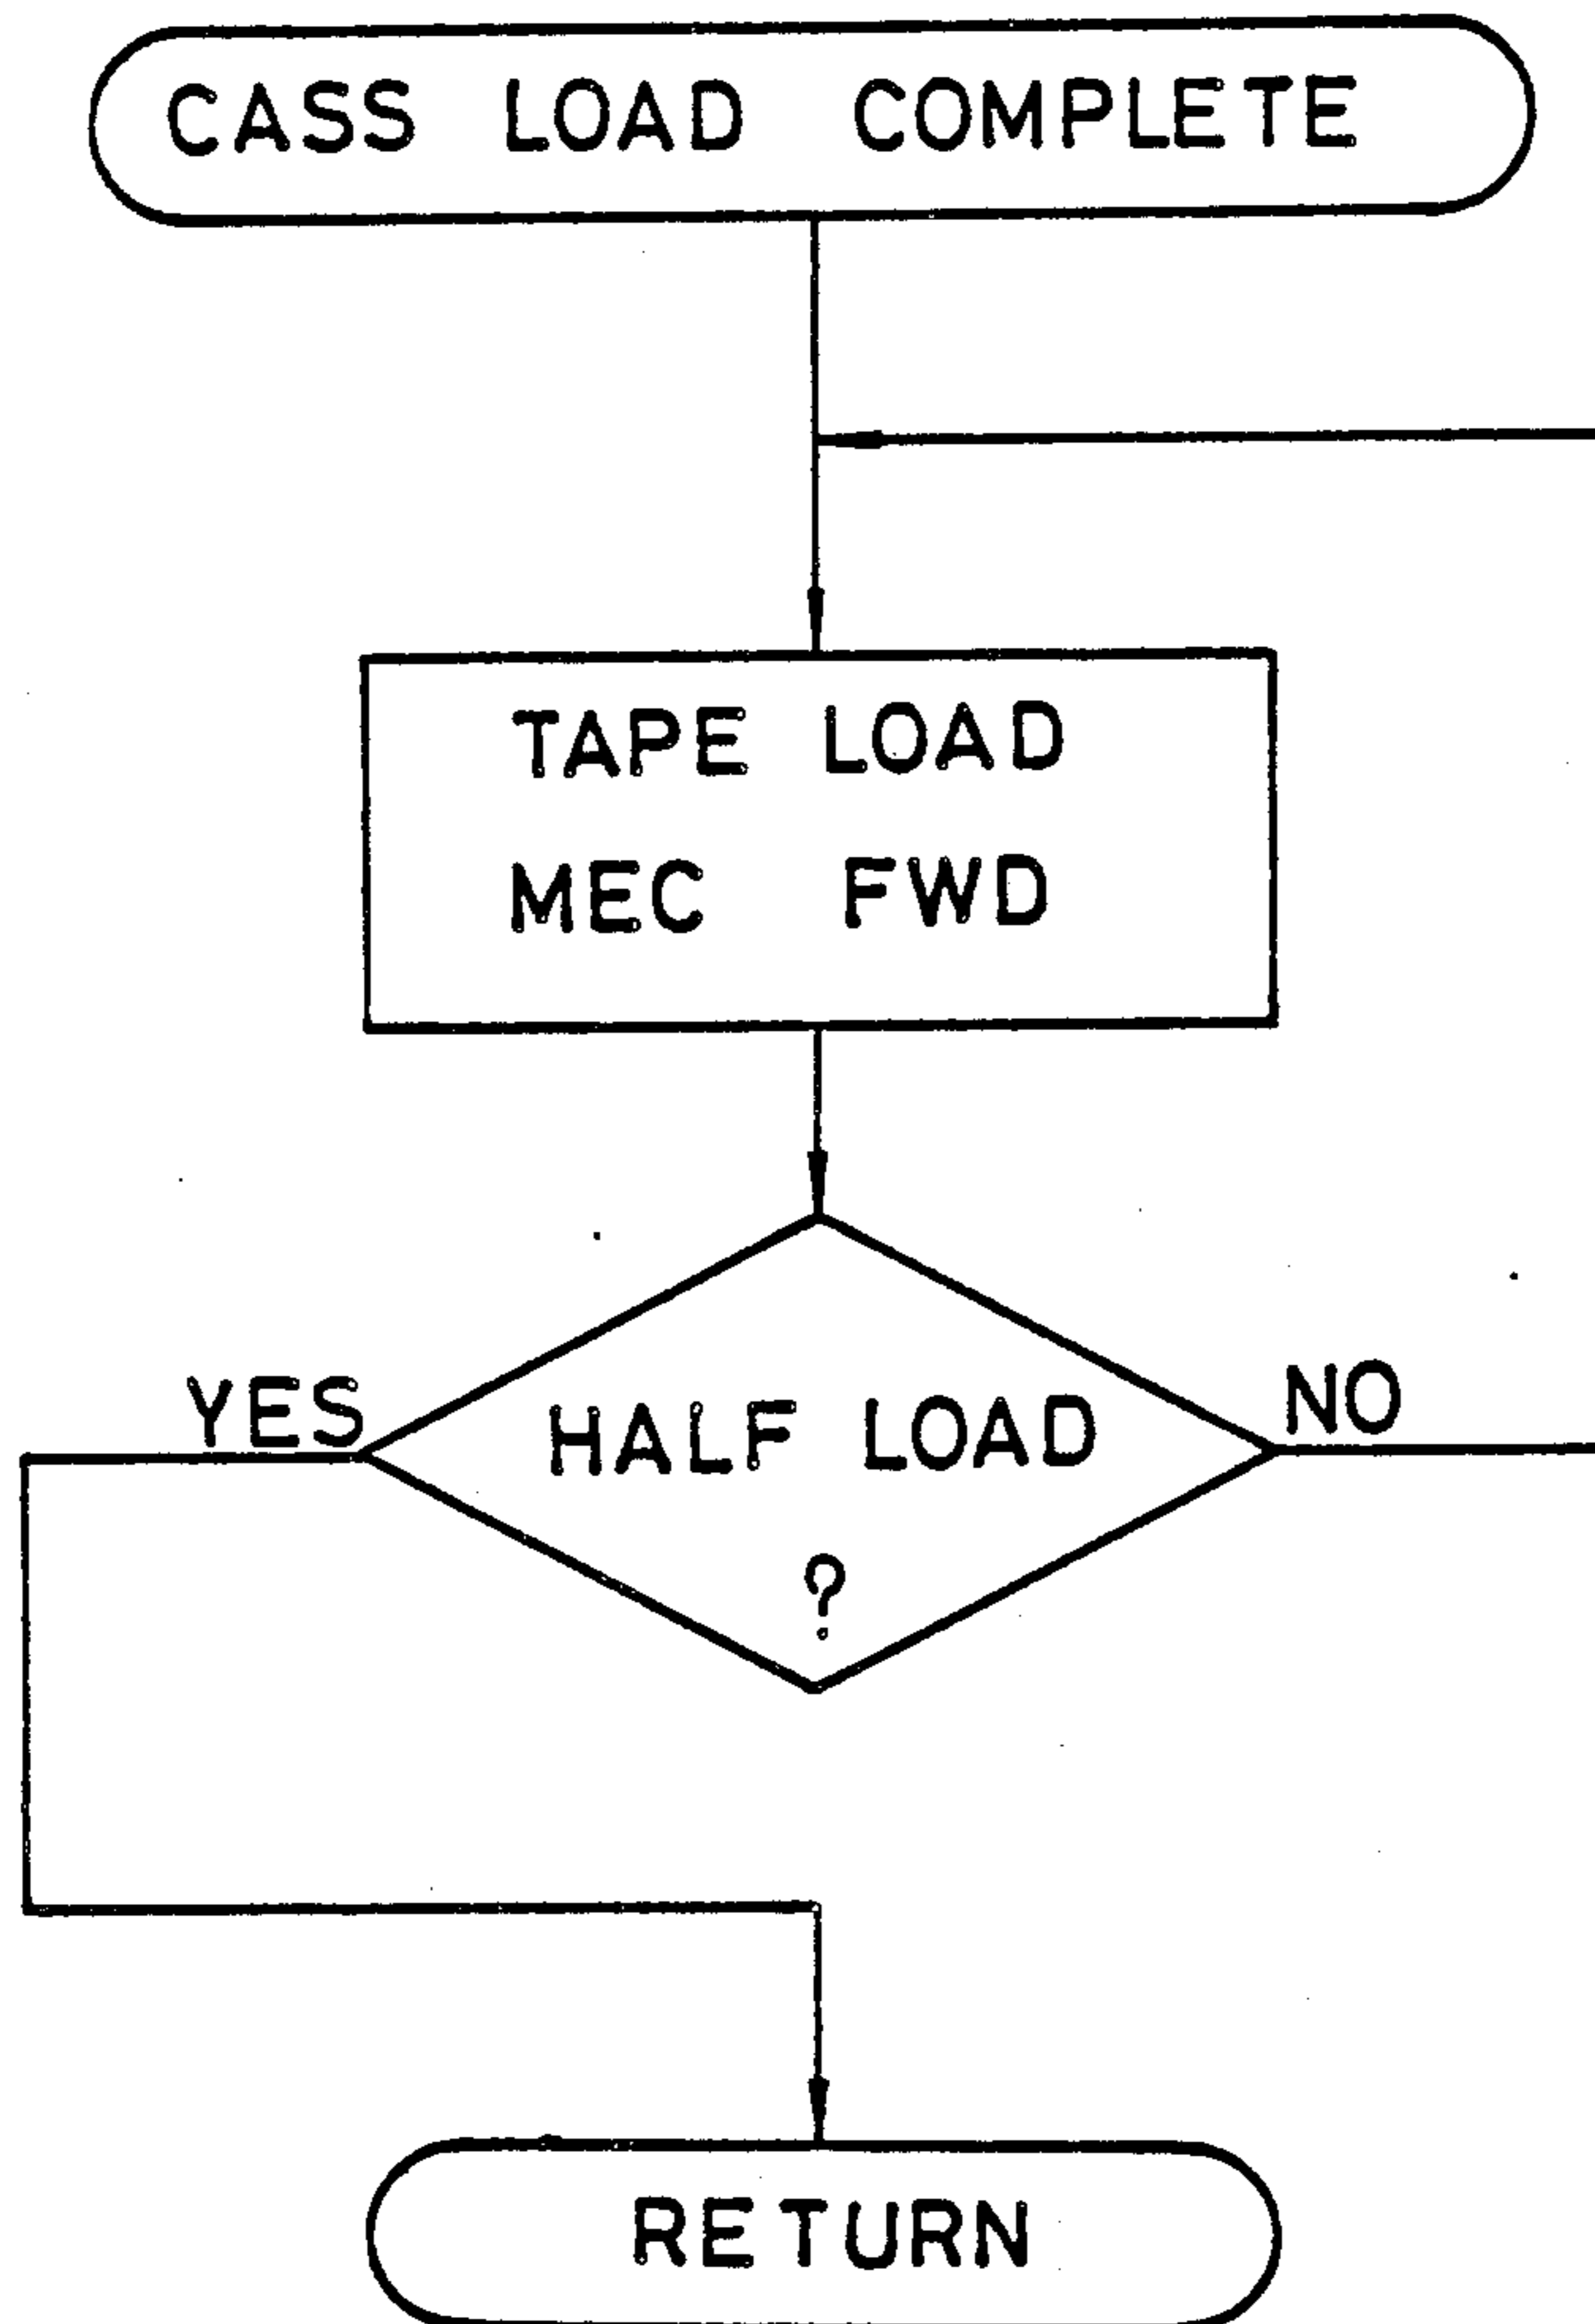 CASS LOAD COMPLETE
TAPE LOAD
MEC FWD
YES
HALF LOAD
?
NO
RETURN